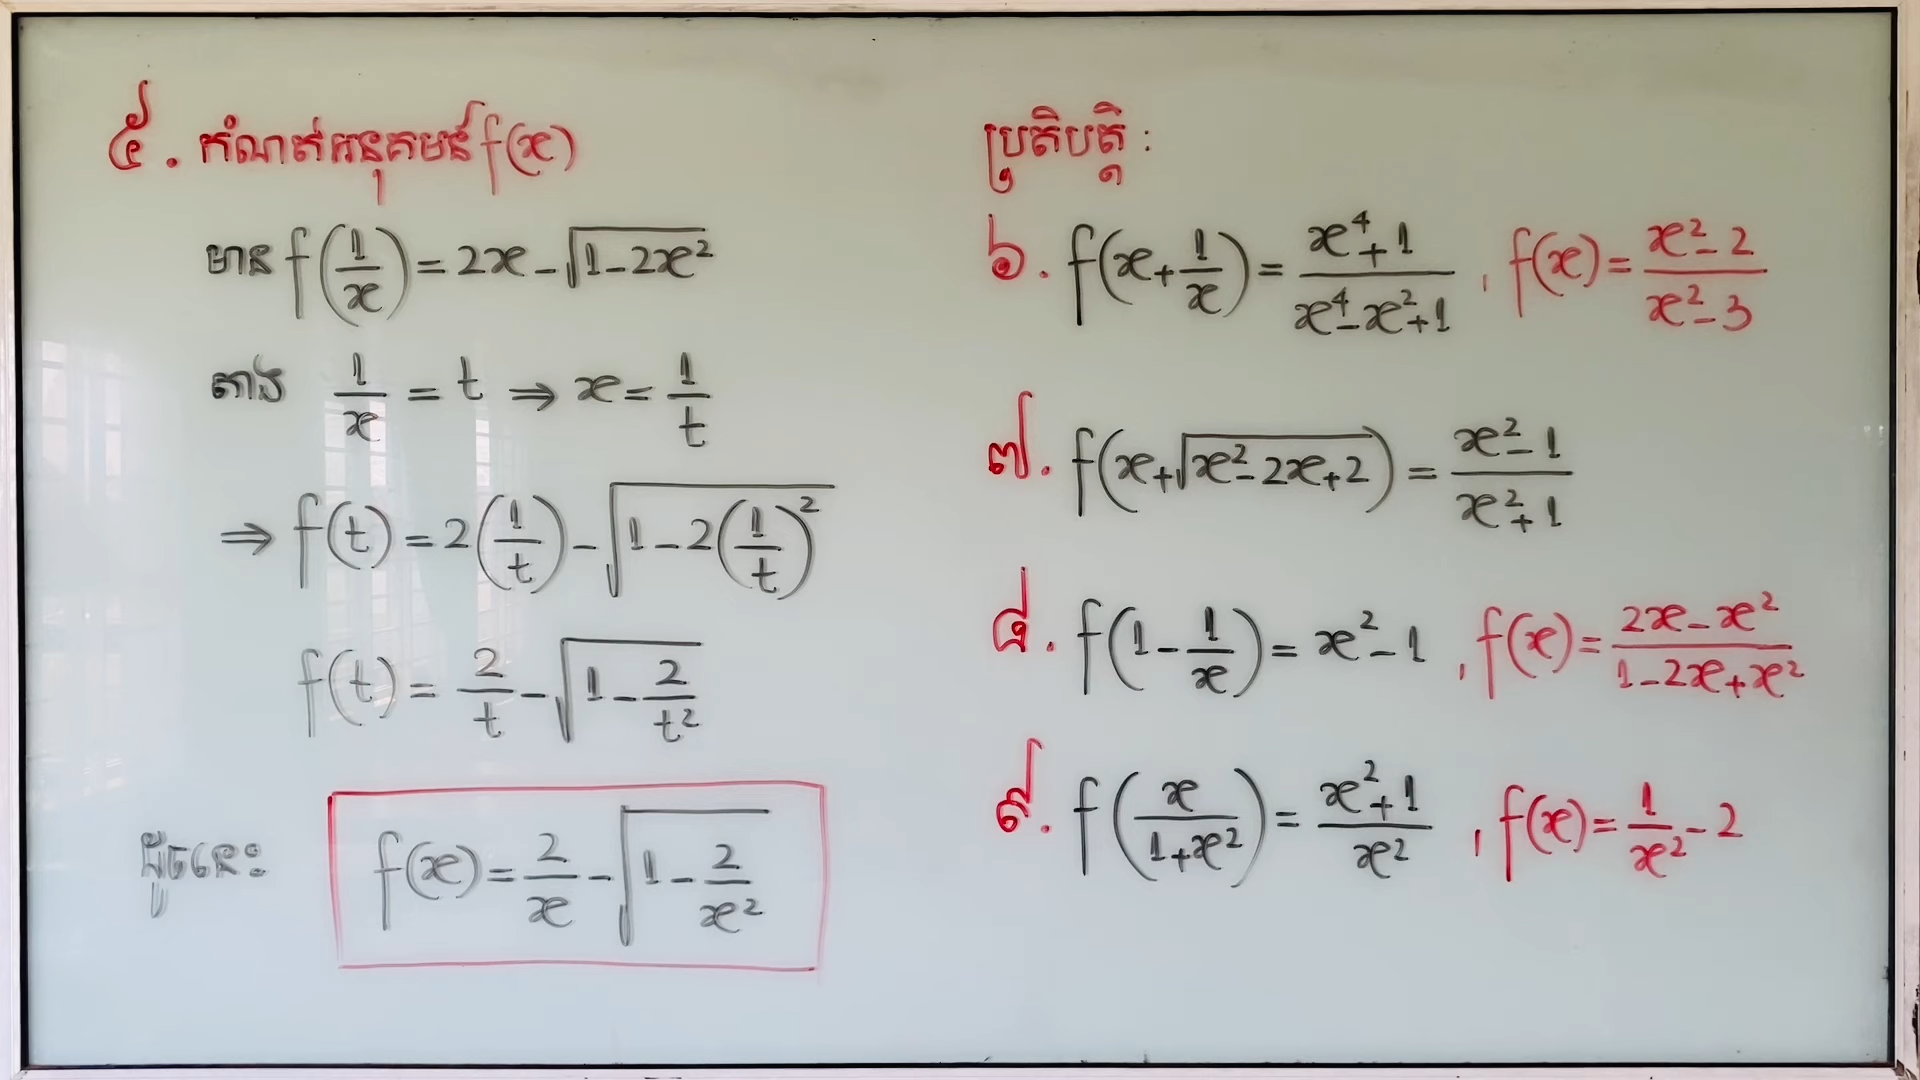 ៥. កំណត់អនុគមន៍ f(x)
មាន f(1/x) = 2x - √(1 - 2x²)
តាង 1/x = t ⇒ x = 1/t
⇒ f(t) = 2(1/t) - √(1 - 2(1/t)²)
f(t) = 2/t - √(1 - 2/t²)
ដូចនេះ f(x) = 2/x - √(1 - 2/x²)
ប្រតិបត្តិ :
៦. f(x + 1/x) = (x⁴ + 1)/(x⁴ - x² + 1) , f(x) = (x² - 2)/(x² - 3)
៧. f(x + √(x² - 2x + 2)) = (x² - 1)/(x² + 1)
៨. f(1 - 1/x) = x² - 1 , f(x) = (2x - x²)/(1 - 2x + x²)
៩. f(x/(1 + x²)) = (x² + 1)/x² , f(x) = 1/x² - 2